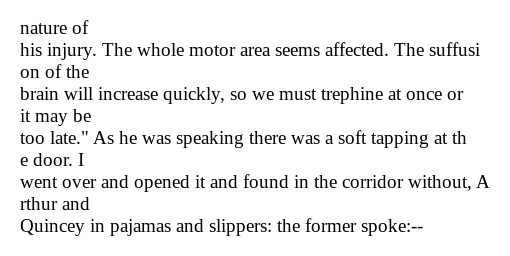 nature of
his injury. The whole motor area seems affected. The suffusi
on of the
brain will increase quickly, so we must trephine at once or
it may be
too late." As he was speaking there was a soft tapping at th
e door. I
went over and opened it and found in the corridor without, A
rthur and
Quincey in pajamas and slippers: the former spoke:--